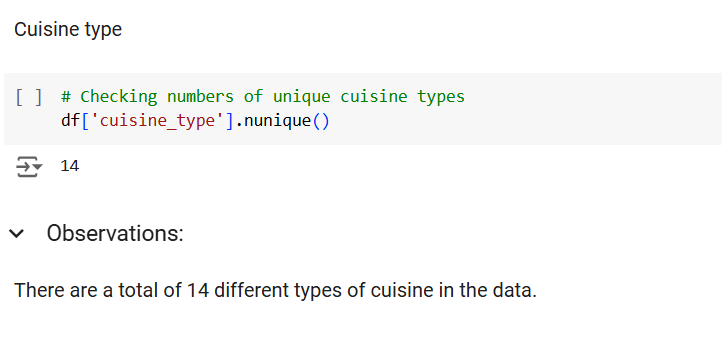 Cuisine type
[ ] # Checking numbers of unique cuisine types
df['cuisine_type'].nunique()
14
Observations:
There are a total of 14 different types of cuisine in the data.